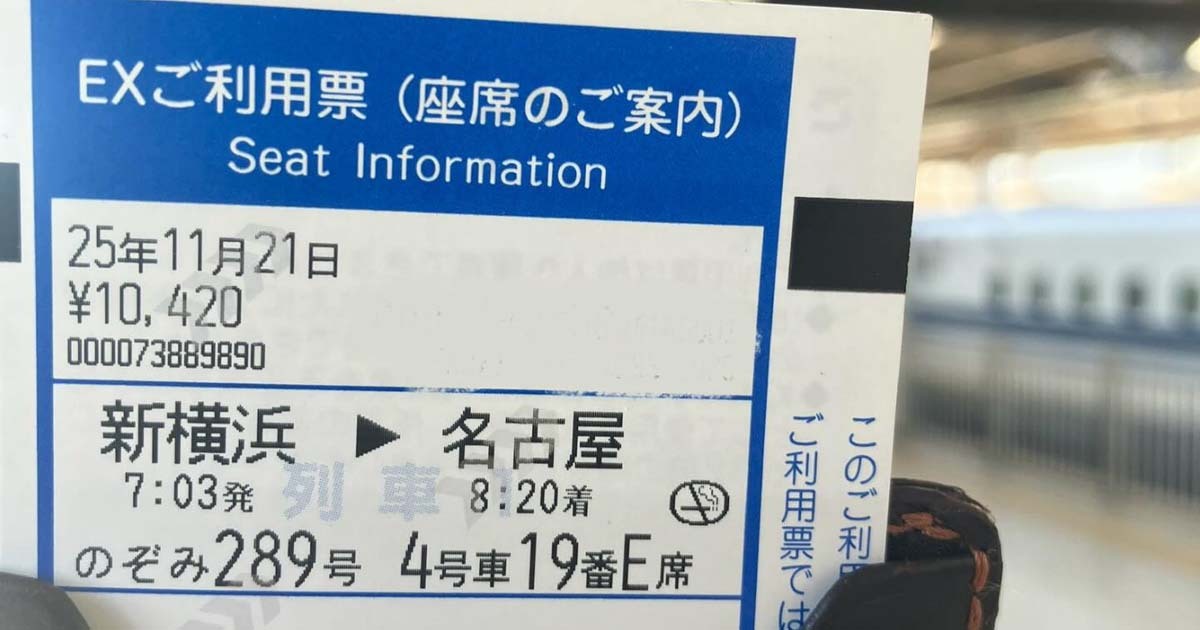 EXご利用票（座席のご案内）
Seat Information
25年11月21日
¥10,420
000073889890
新横浜 ▶ 名古屋
7:03発 8:20着
列車
のぞみ289号 4号車19番E席
このご利
ご利用票では